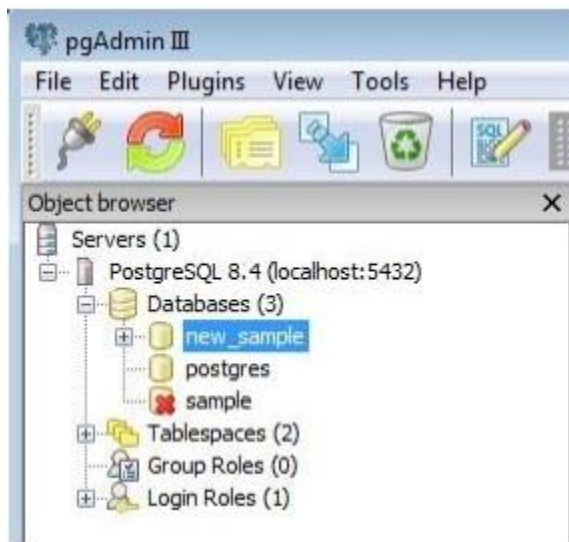 pgAdmin III
File Edit Plugins View Tools Help
SQL
Object browser
Servers (1)
PostgreSQL 8.4 (localhost:5432)
Databases (3)
new_sample
postgres
sample
Tablespaces (2)
Group Roles (0)
Login Roles (1)